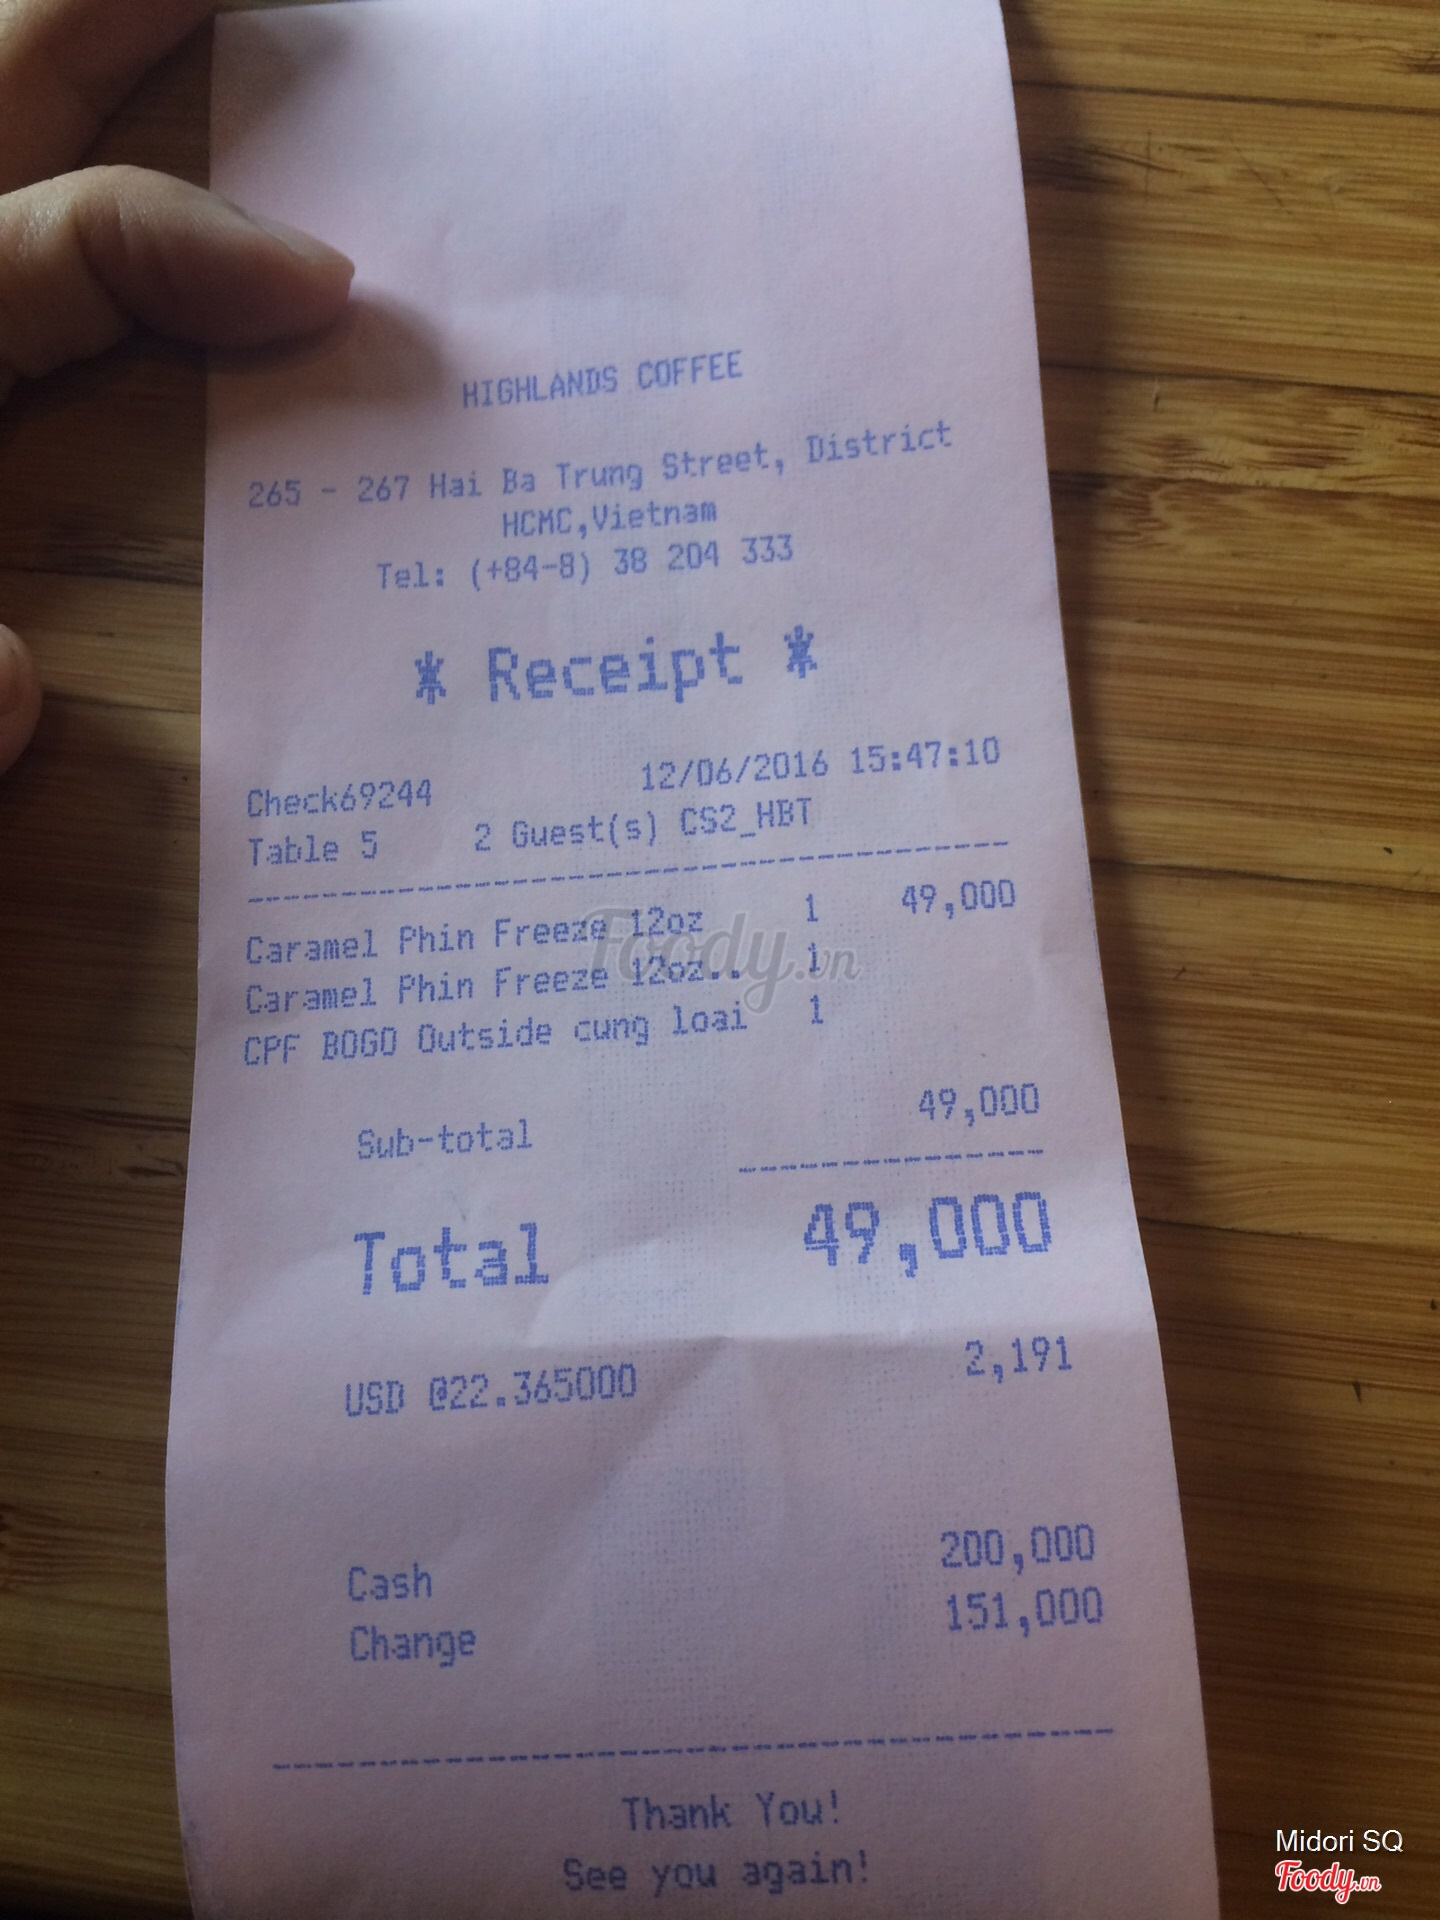 HIGHLANDS COFFEE
265 - 267 Hai Ba Trung Street, District
HCMC,Vietnam
Tel: (+84-8) 38 204 333
* Receipt *
Check69244 12/06/2016 15:47:10
Table 5 2 Guest(s) CS2_HBT
Caramel Phin Freeze 12oz 1 49,000
Caramel Phin Freeze 12oz.. 1
CPF BOGO Outside cung loai 1
Sub-total 49,000
Total 49,000
USD @22.365000 2,191
Cash 200,000
Change 151,000
Thank You!
See you again!
Foody.vn
Midori SQ
Foody.vn